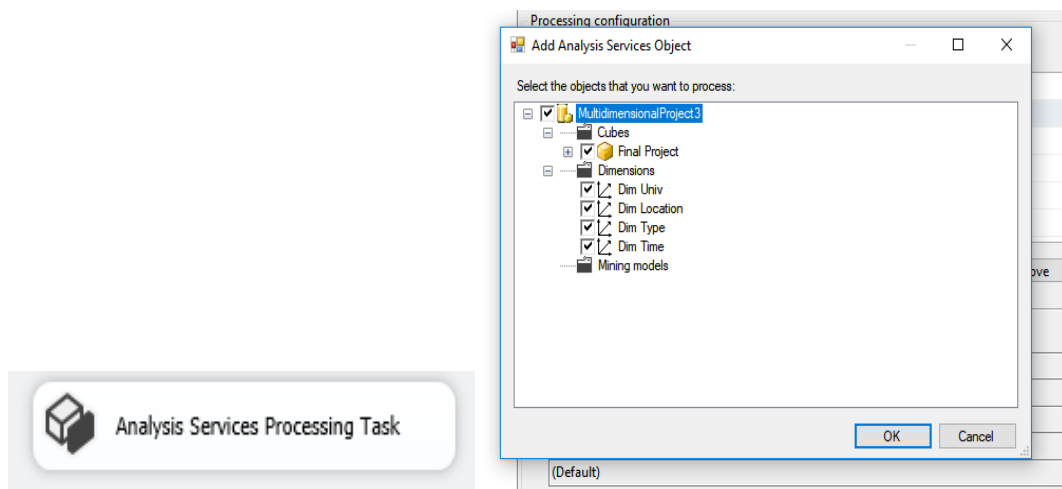 Processing configuration
Add Analysis Services Object
Select the objects that you want to process:
MultidimensionalProject3
Cubes
Final Project
Dimensions
Dim Univ
Dim Location
Dim Type
Dim Time
Mining models
OK
Cancel
(Default)
Analysis Services Processing Task